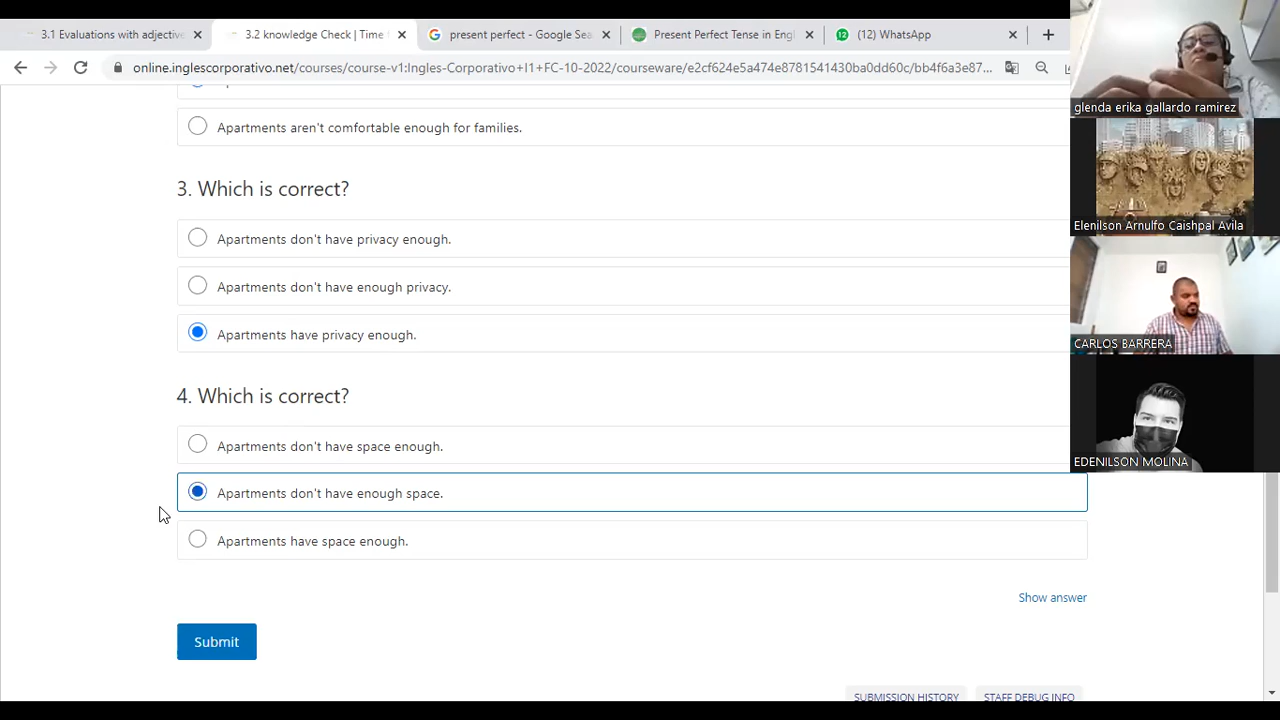 3.1 Evaluations with adjective
3.2 knowledge Check | Time
present perfect - Google Sea
Present Perfect Tense in Engl
(12) WhatsApp
online.inglescorporativo.net/courses/course-v1:Ingles-Corporativo+I1+FC-10-2022/courseware/e2cf624e5a474e8781541430ba0dd60c/bb4f6a3e87...
Apartments aren't comfortable enough for families.
3. Which is correct?
Apartments don't have privacy enough.
Apartments don't have enough privacy.
Apartments have privacy enough.
4. Which is correct?
Apartments don't have space enough.
Apartments don't have enough space.
Apartments have space enough.
Show answer
Submit
SUBMISSION HISTORY
STAFF DEBUG INFO
glenda erika gallardo ramirez
Elenilson Arnulfo Caishpal Avila
CARLOS BARRERA
EDENILSON MOLINA